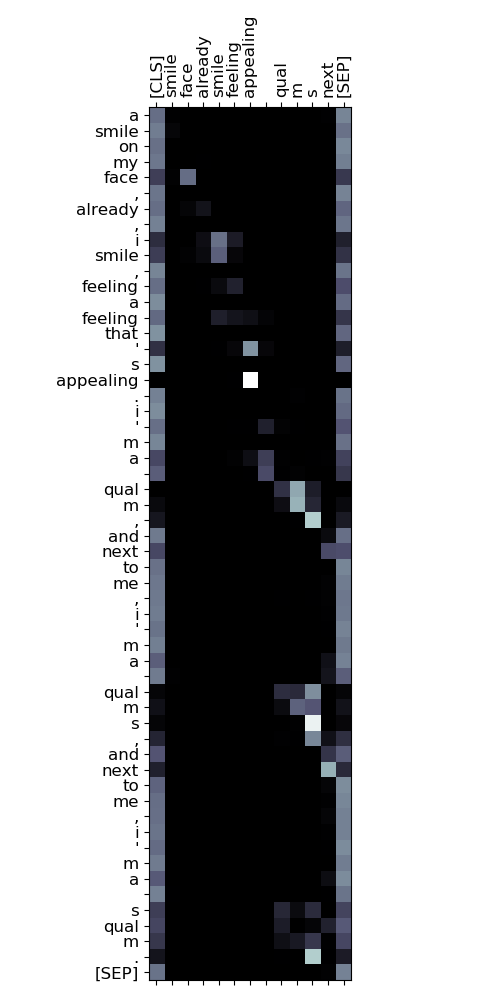 [CLS]
smile
face
already
smile
feeling
appealing
qual
m
s
next
[SEP]
a
smile
on
my
face
,
already
,
i
smile
,
feeling
a
feeling
that
'
s
appealing
.
i
'
m
a
qual
m
,
and
next
to
me
,
i
'
m
a
qual
m
s
,
and
next
to
me
,
i
'
m
a
s
qual
m
.
[SEP]